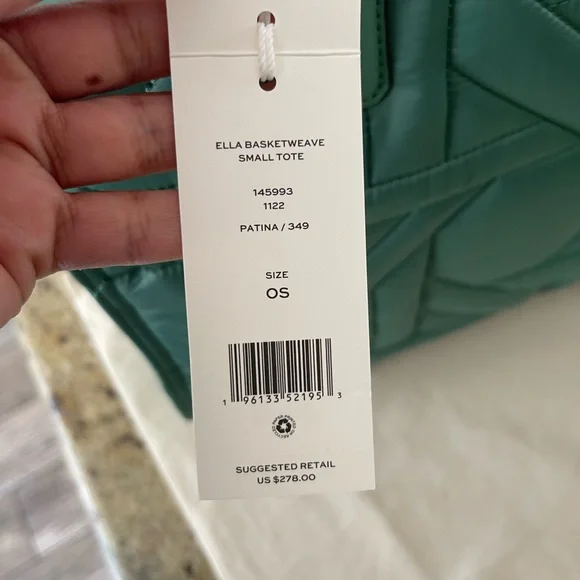 ELLA BASKETWEAVE
SMALL TOTE
145993
1122
PATINA / 349
SIZE
OS
1 96133 52195 3
SUGGESTED RETAIL
US $278.00